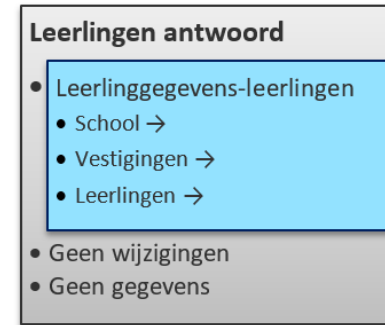 Leerlingen antwoord
• Leerlinggegevens-leerlingen
• School →
• Vestigingen →
• Leerlingen →
• Geen wijzigingen
• Geen gegevens